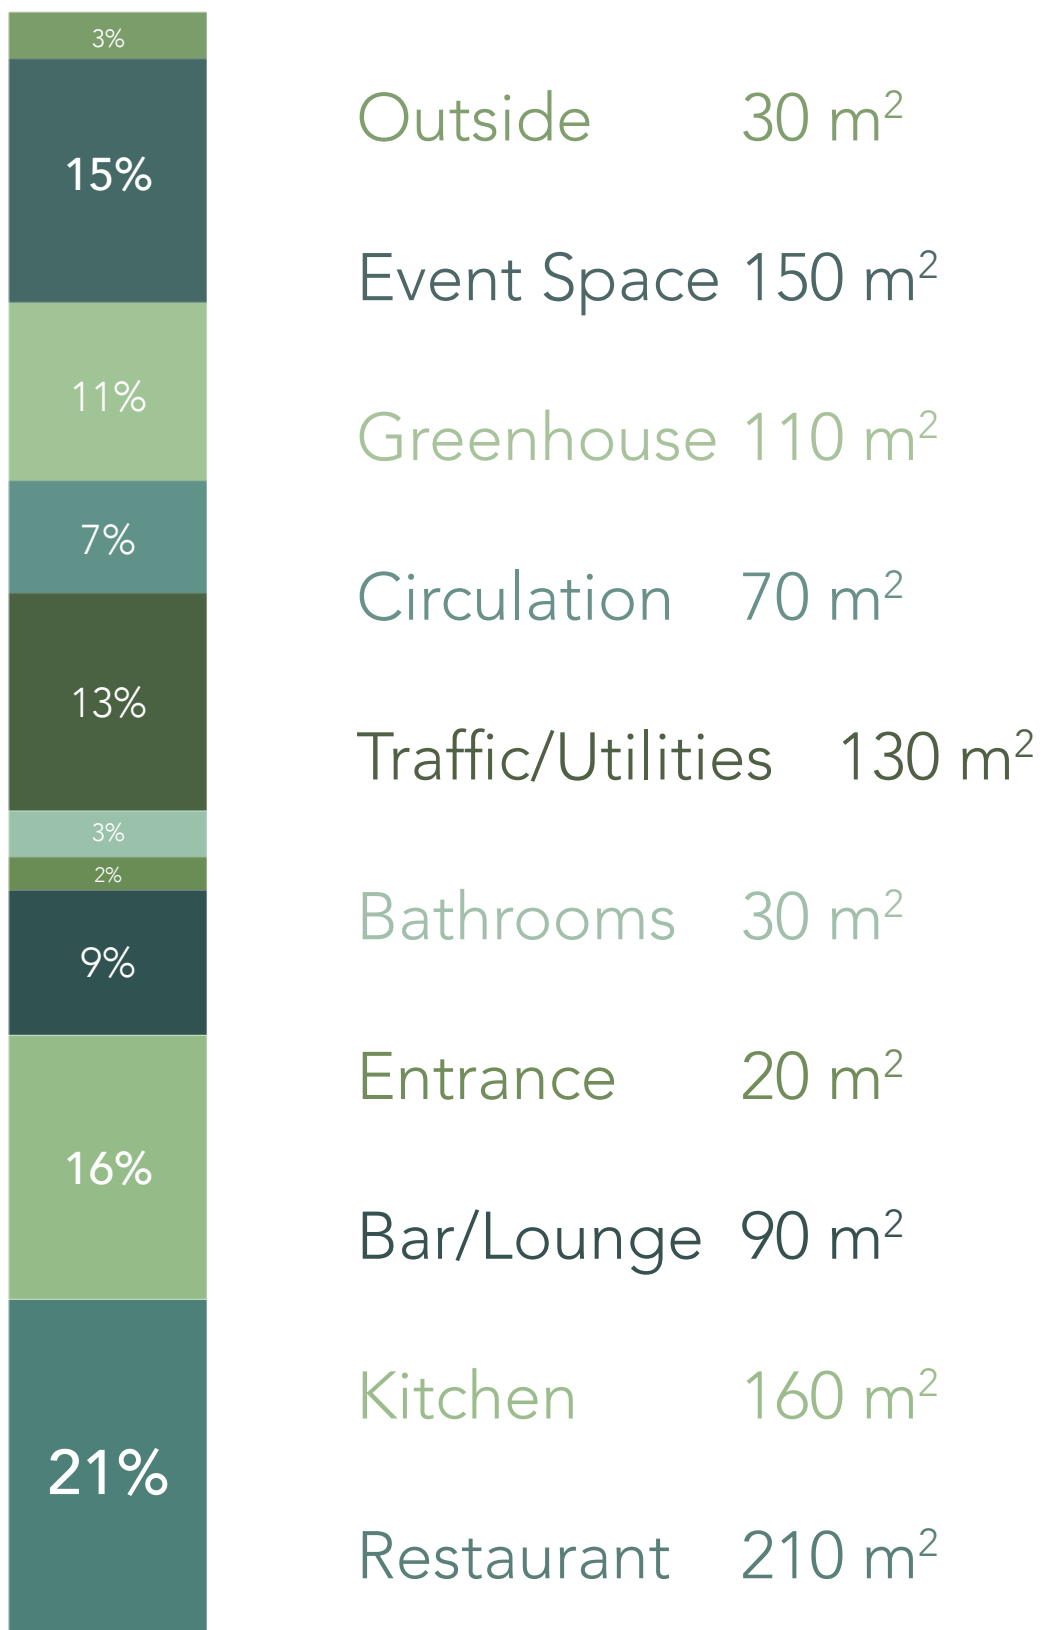 3%
15%
11%
7%
13%
3%
2%
9%
16%
21%
Outside 30 m²
Event Space 150 m²
Greenhouse 110 m²
Circulation 70 m²
Traffic/Utilities 130 m²
Bathrooms 30 m²
Entrance 20 m²
Bar/Lounge 90 m²
Kitchen 160 m²
Restaurant 210 m²